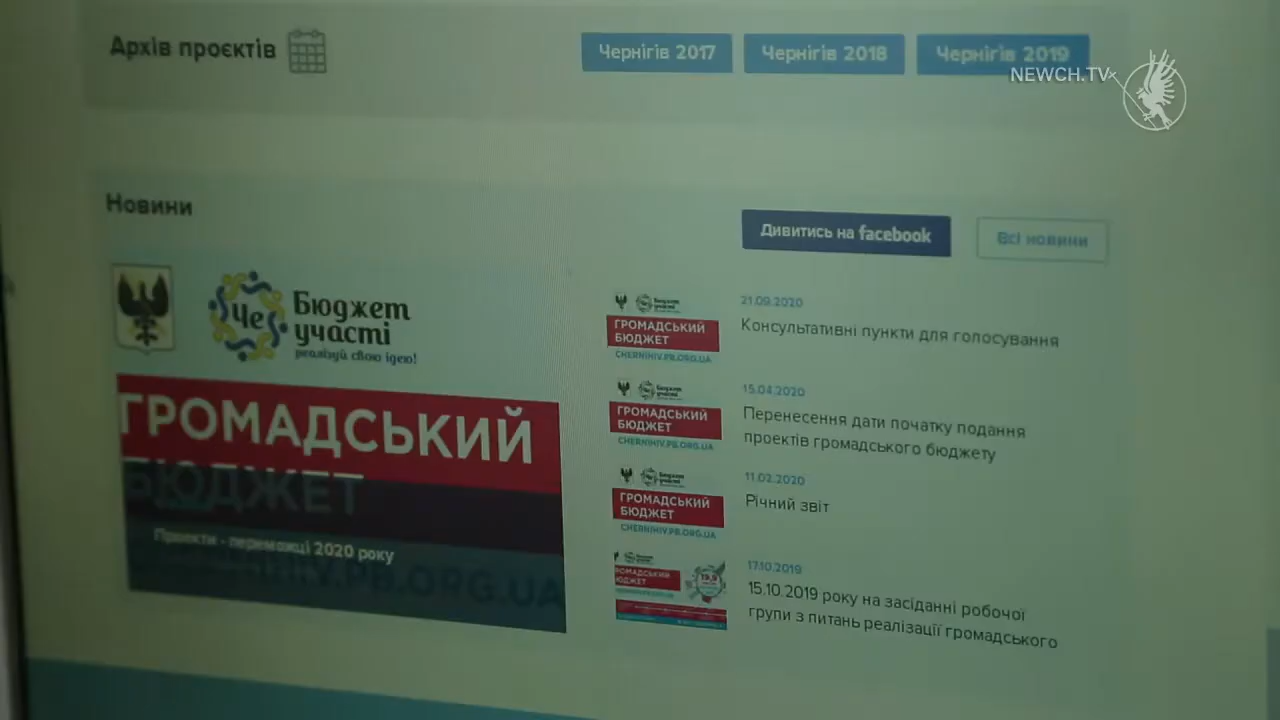 Архів проєктів
Чернігів 2017
Чернігів 2018
Чернігів 2019
NEWCH.TV
Новини
Дивитись на facebook
Всі новини
Че
Бюджет
участі
реалізуй свою ідею!
ГРОМАДСЬКИЙ
БЮДЖЕТ
Проекти - переможці 2020 року
ГРОМАДСЬКИЙ
БЮДЖЕТ
CHERNIHIV.PB.ORG.UA
21.09.2020
Консультативні пункти для голосування
ГРОМАДСЬКИЙ
БЮДЖЕТ
CHERNIHIV.PB.ORG.UA
15.04.2020
Перенесення дати початку подання
проектів громадського бюджету
ГРОМАДСЬКИЙ
БЮДЖЕТ
CHERNIHIV.PB.ORG.UA
11.02.2020
Річний звіт
17.10.2019
15.10.2019 року на засіданні робочої
групи з питань реалізації громадського